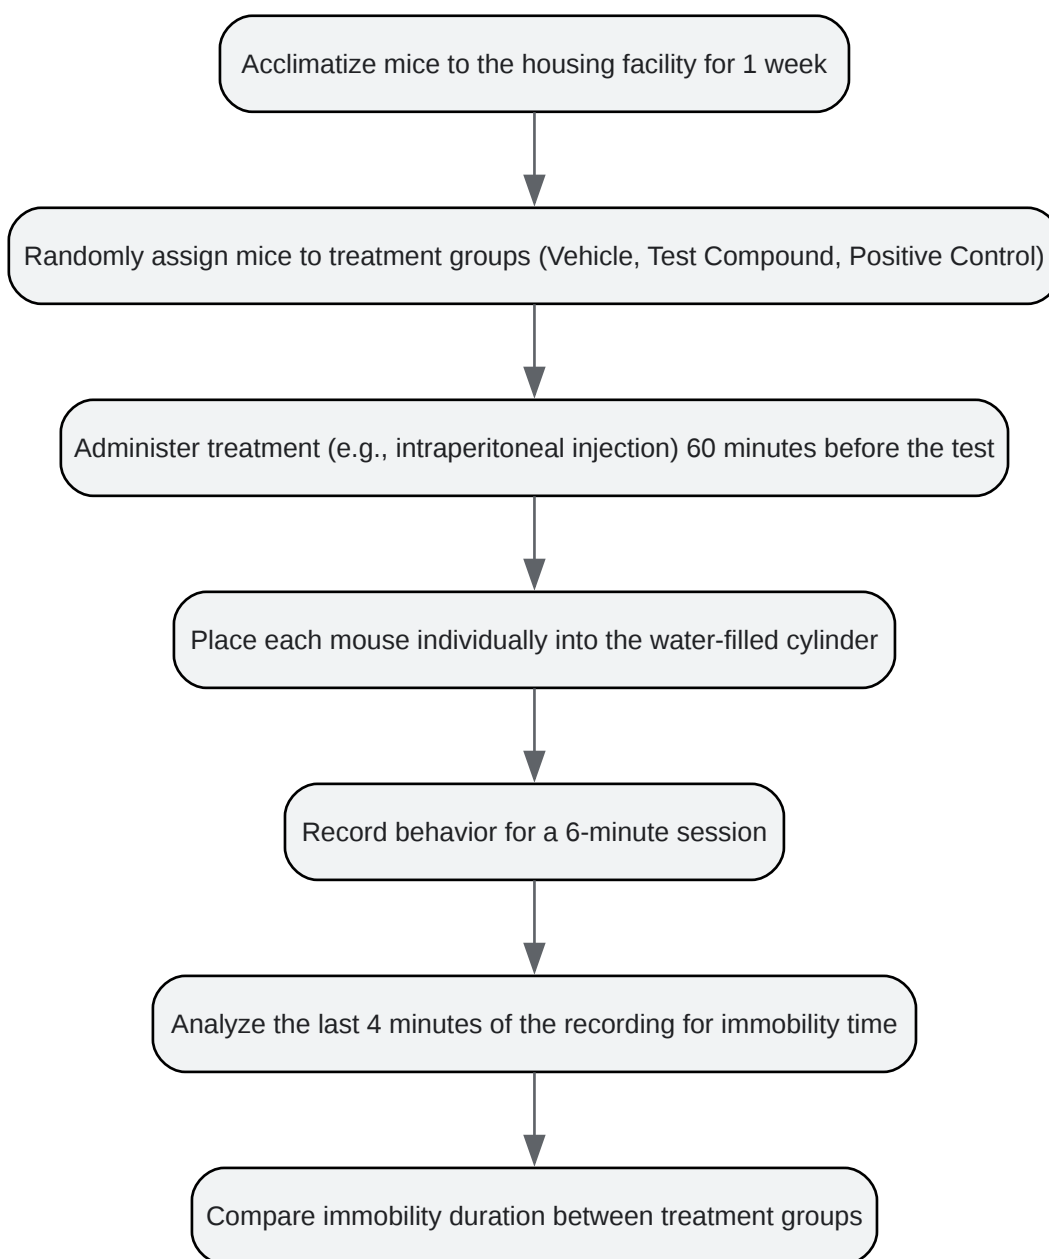 Acclimatize mice to the housing facility for 1 week
Randomly assign mice to treatment groups (Vehicle, Test Compound, Positive Control)
Administer treatment (e.g., intraperitoneal injection) 60 minutes before the test
Place each mouse individually into the water-filled cylinder
Record behavior for a 6-minute session
Analyze the last 4 minutes of the recording for immobility time
Compare immobility duration between treatment groups